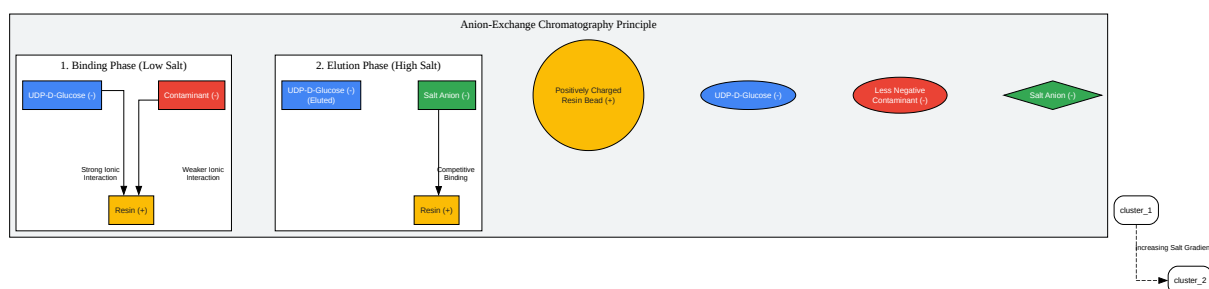 Anion-Exchange Chromatography Principle
1. Binding Phase (Low Salt)
UDP-D-Glucose (-)
Contaminant (-)
Strong Ionic
Interaction
Weaker Ionic
Interaction
Resin (+)
2. Elution Phase (High Salt)
UDP-D-Glucose (-)
(Eluted)
Salt Anion (-)
Competitive
Binding
Resin (+)
Positively Charged
Resin Bead (+)
UDP-D-Glucose (-)
Less Negative
Contaminant (-)
Salt Anion (-)
cluster_1
Increasing Salt Gradien
cluster_2